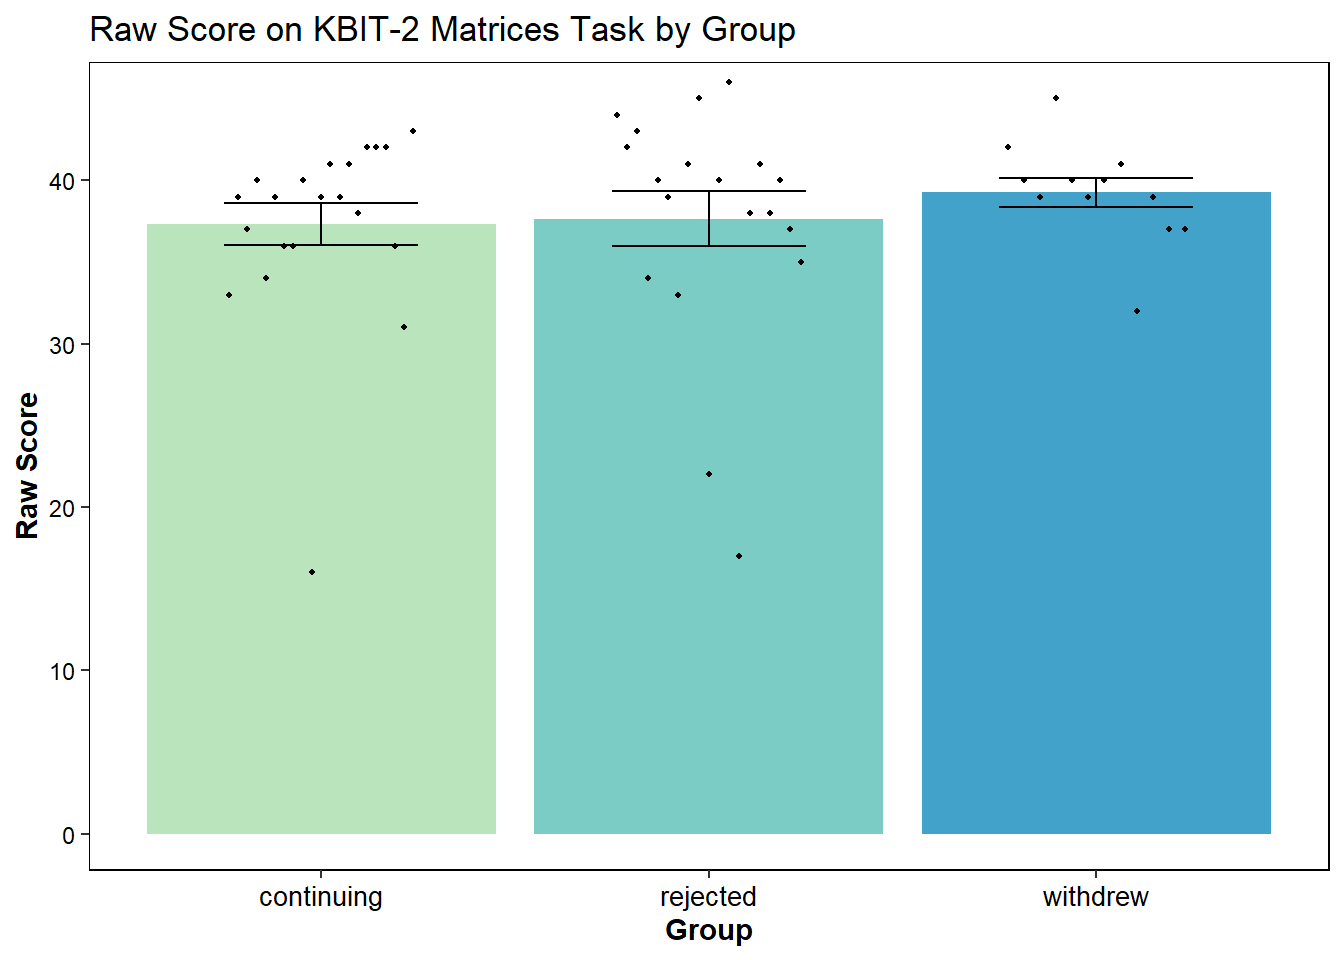 Raw Score on KBIT-2 Matrices Task by Group
Raw Score
40
30
20
10
0
continuing rejected withdrew
Group